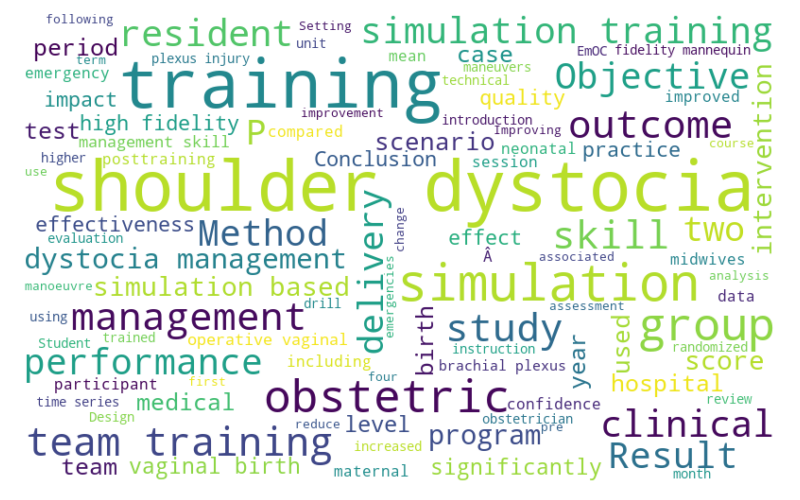 following
Setting
simulation training
resident
period
unit
mean
case
EmOC
fidelity mannequin
term
plexus injury
maneuvers
emergency
training
technical
Objective
impact
quality
improved
high fidelity
improvement
introduction
outcome
test
P
compared
scenario
Improving
management skill
practice
course
higher
posttraining
Conclusion
session
neonatal
use
intervention
shoulder dystocia
effectiveness
Method
delivery
change
effect
skill
two
evaluation
Â
associated
midwives
dystocia management
simulation
analysis
manoeuvre
simulation based
emergencies
data
using
drill
management
study
assessment
group
Student
trained
operative vaginal
birth
instruction
year
used
randomized
performance
including
brachial plexus
score
participant
first
four
hospital
time series
medical
obstetric
confidence
review
Design
reduce
level
obstetrician
clinical
team training
program
pre
increased
Result
team
vaginal birth
maternal
significantly
month